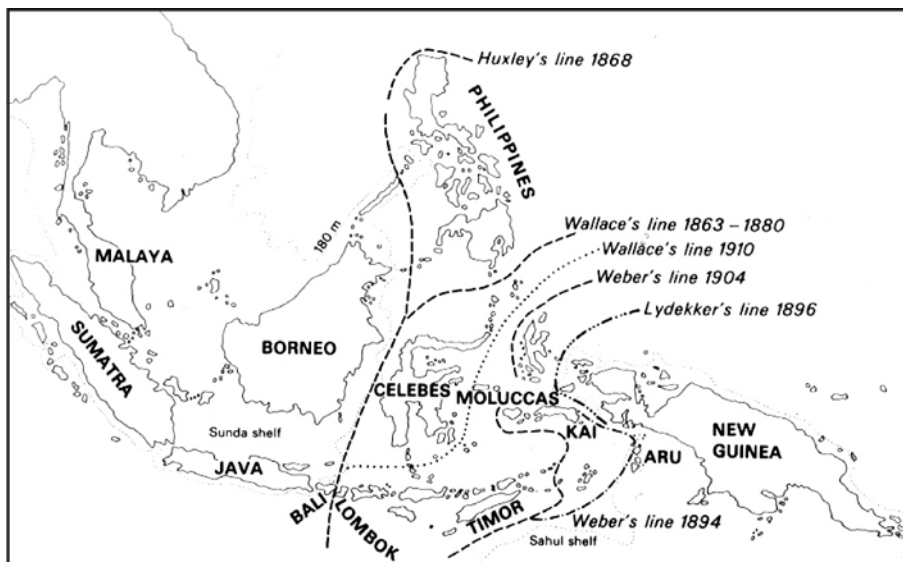 Huxley's line 1868
PHILIPPINES
180 m
Wallace's line 1863 – 1880
Wallace's line 1910
Weber's line 1904
Lydekker's line 1896
MALAYA
SUMATRA
BORNEO
CELEBES
MOLUCCAS
KAI
ARU
NEW
GUINEA
Sunda shelf
JAVA
BALI
LOMBOK
TIMOR
Weber's line 1894
Sahul shelf